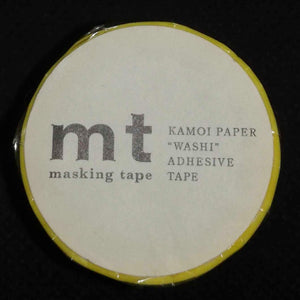 mt
masking tape
KAMOI PAPER
"WASHI"
ADHESIVE
TAPE